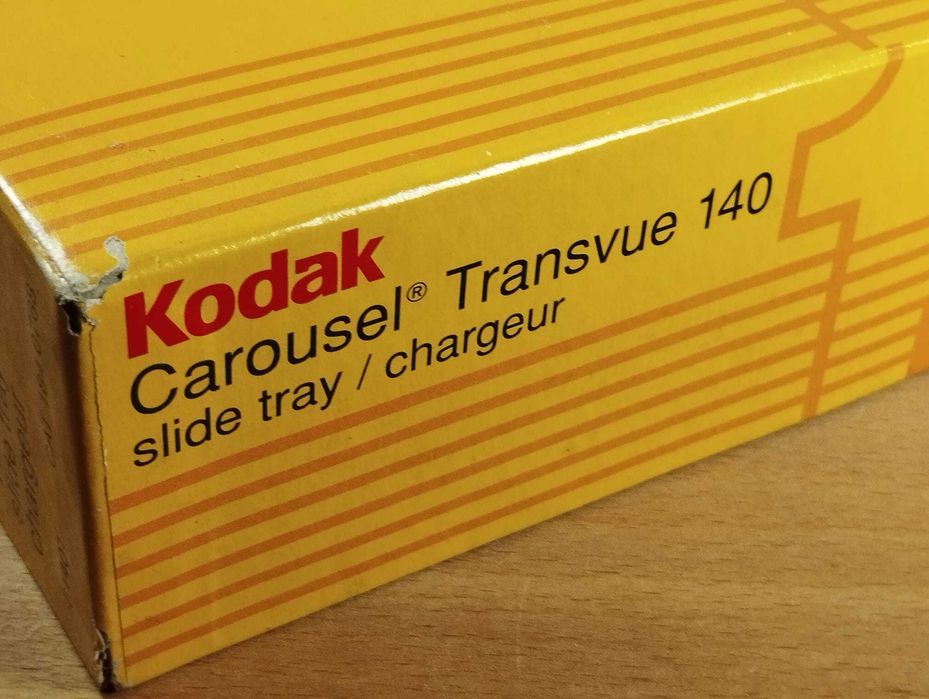 Kodak
Carousel® Transvue 140
slide tray / chargeur